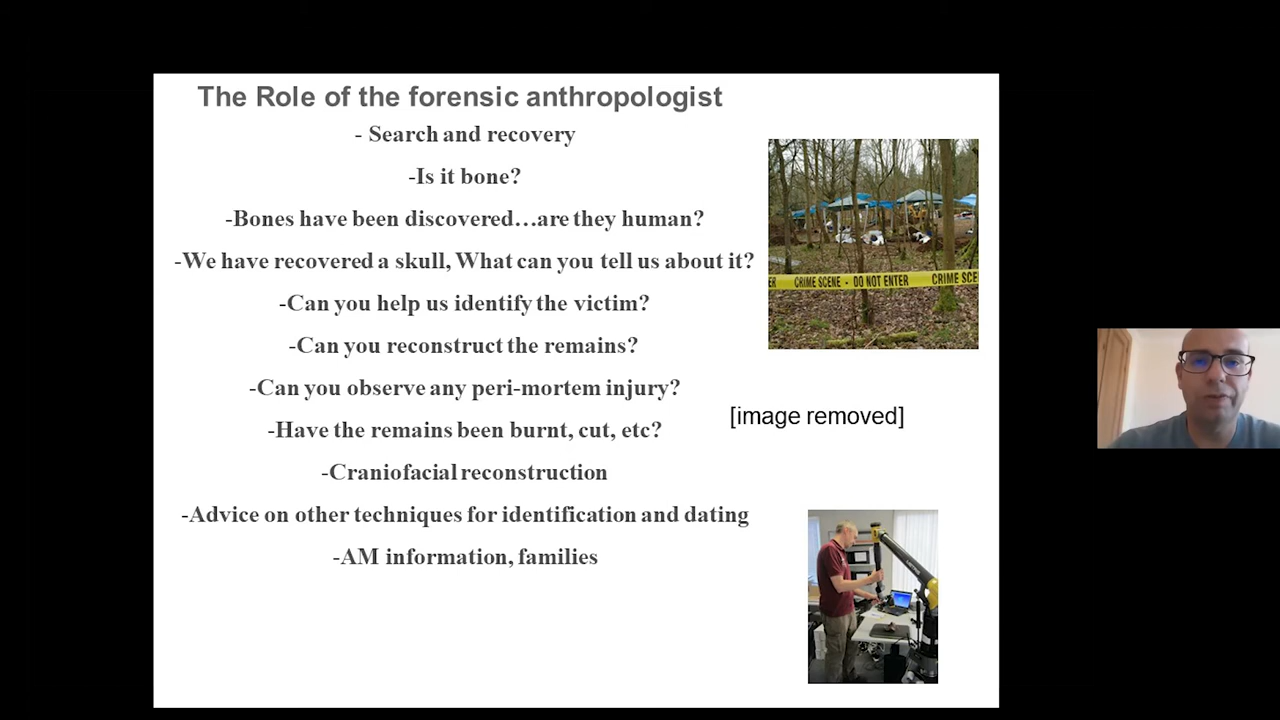 The Role of the forensic anthropologist
- Search and recovery
-Is it bone?
-Bones have been discovered…are they human?
-We have recovered a skull, What can you tell us about it?
-Can you help us identify the victim?
-Can you reconstruct the remains?
-Can you observe any peri-mortem injury?
-Have the remains been burnt, cut, etc?
-Craniofacial reconstruction
-Advice on other techniques for identification and dating
-AM information, families
CRIME SCENE - DO NOT ENTER CRIME SCE
[image removed]